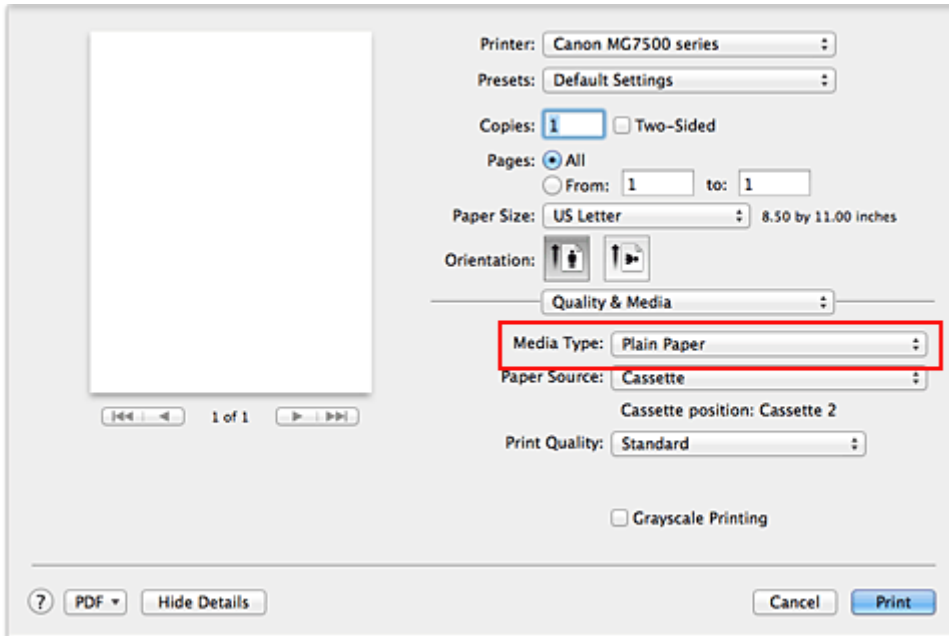 Printer: Canon MG7500 series
Presets: Default Settings
Copies: 1 Two-Sided
Pages: All
From: 1 to: 1
Paper Size: US Letter 8.50 by 11.00 inches
Orientation:
Quality & Media
Media Type: Plain Paper
Paper Source: Cassette
Cassette position: Cassette 2
1 of 1
Print Quality: Standard
Grayscale Printing
? PDF Hide Details Cancel Print